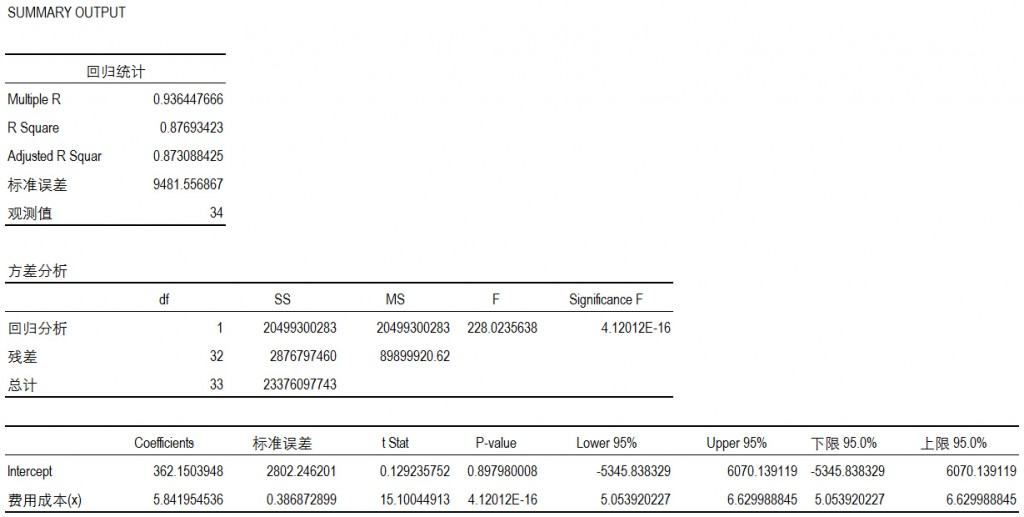 SUMMARY OUTPUT
回归统计
Multiple R 0.936447666
R Square 0.87693423
Adjusted R Squar 0.873088425
标准误差 9481.556867
观测值 34
方差分析
df SS MS F Significance F
回归分析 1 20499300283 20499300283 228.0235638 4.12012E-16
残差 32 2876797460 89899920.62
总计 33 23376097743
Coefficients 标准误差 t Stat P-value Lower 95% Upper 95% 下限 95.0% 上限 95.0%
Intercept 362.1503948 2802.246201 0.129235752 0.897980008 -5345.838329 6070.139119 -5345.838329 6070.139119
费用成本(x) 5.841954536 0.386872899 15.10044913 4.12012E-16 5.053920227 6.629988845 5.053920227 6.629988845